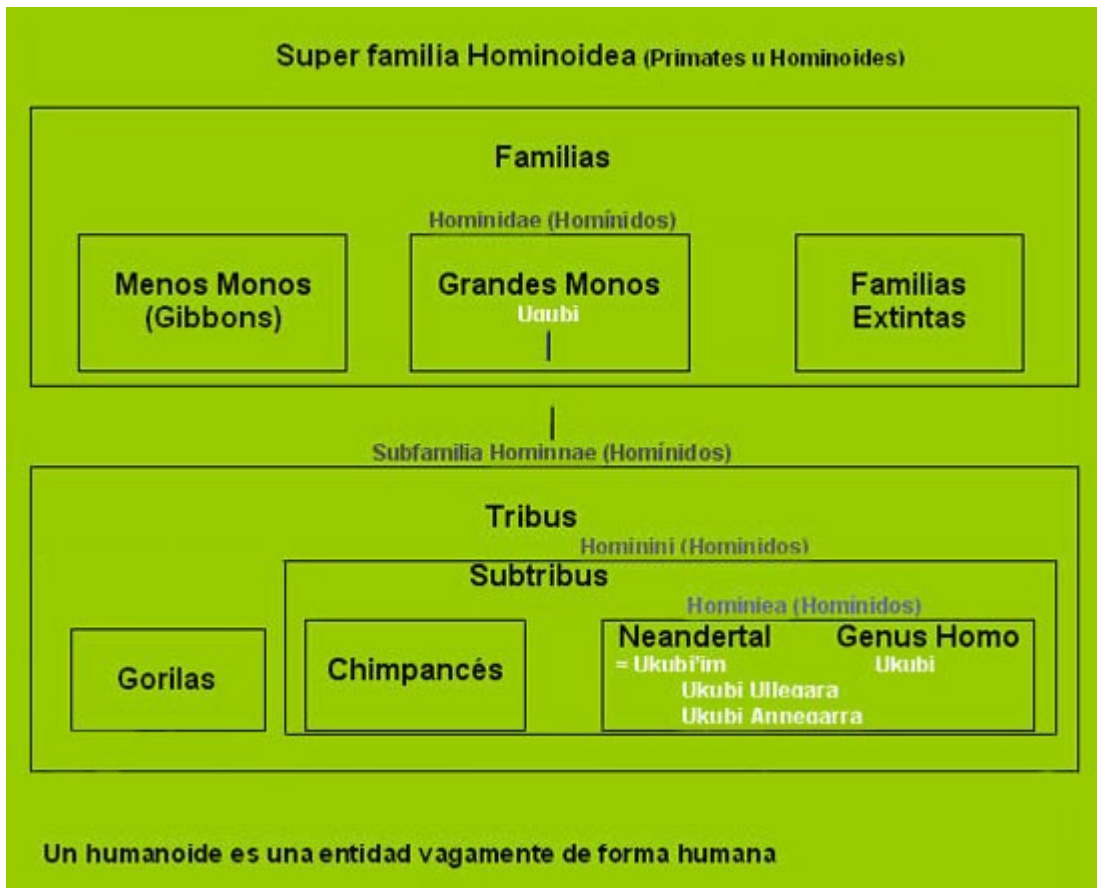 Super familia Hominoidea (Primates u Hominoides)
Familias
Hominidae (Homínidos)
Menos Monos
(Gibbons)
Grandes Monos
Ugubi
Familias
Extintas
Subfamilia Hominnae (Homínidos)
Tribus
Hominini (Hominidos)
Subtribus
Hominiea (Homínidos)
Gorilas
Chimpancés
Neandertal Genus Homo
= Ukubi'im Ukubi
Ukubi Ullegara
Ukubi Annegarra
Un humanoide es una entidad vagamente de forma humana